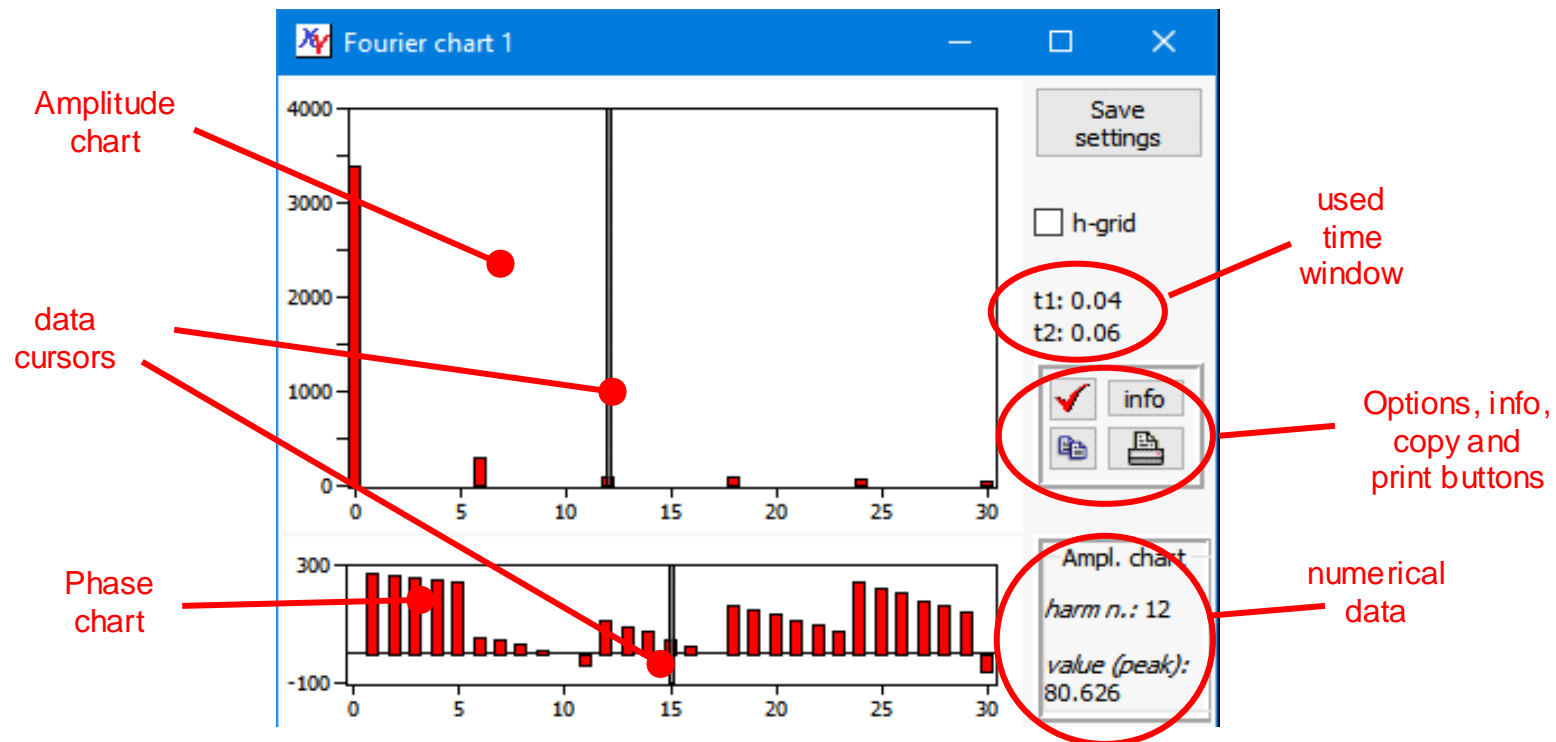 XY Fourier chart 1
Amplitude
chart
4000
3000
2000
1000
0
0 5 10 15 20 25 30
Save
settings
h-grid
t1: 0.04
t2: 0.06
info
used
time
window
data
cursors
Options, info,
copy and
print buttons
Phase
chart
300
-100
0 5 10 15 20 25 30
Ampl. chart
harm n.: 12
value (peak):
80.626
numerical
data